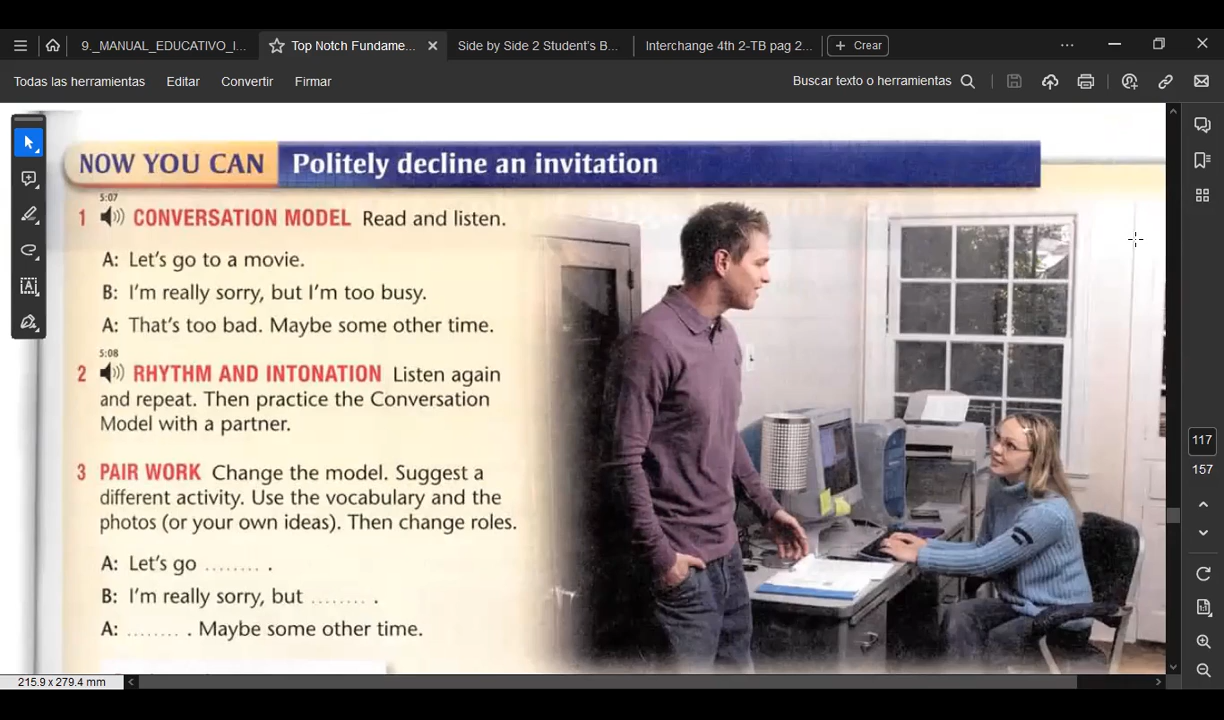 9._MANUAL_EDUCATIVO_I...
Top Notch Fundame...
Side by Side 2 Student's B...
Interchange 4th 2-TB pag 2...
+ Crear
Todas las herramientas
Editar
Convertir
Firmar
Buscar texto o herramientas
NOW YOU CAN Politely decline an invitation
5:07
1 CONVERSATION MODEL Read and listen.
A: Let's go to a movie.
B: I'm really sorry, but I'm too busy.
A: That's too bad. Maybe some other time.
5:08
2 RHYTHM AND INTONATION Listen again
and repeat. Then practice the Conversation
Model with a partner.
3 PAIR WORK Change the model. Suggest a
different activity. Use the vocabulary and the
photos (or your own ideas). Then change roles.
A: Let's go ........ .
B: I'm really sorry, but ........ .
A: ........ . Maybe some other time.
117
157
215.9 x 279.4 mm